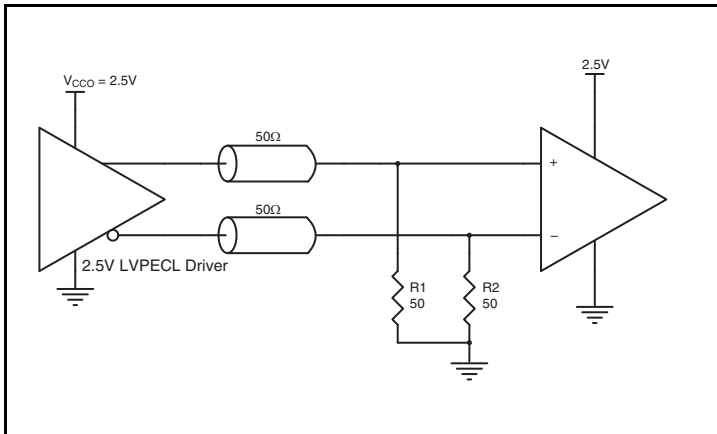 V_CCO = 2.5V
2.5V
50Ω
50Ω
+
−
2.5V LVPECL Driver
R1
50
R2
50